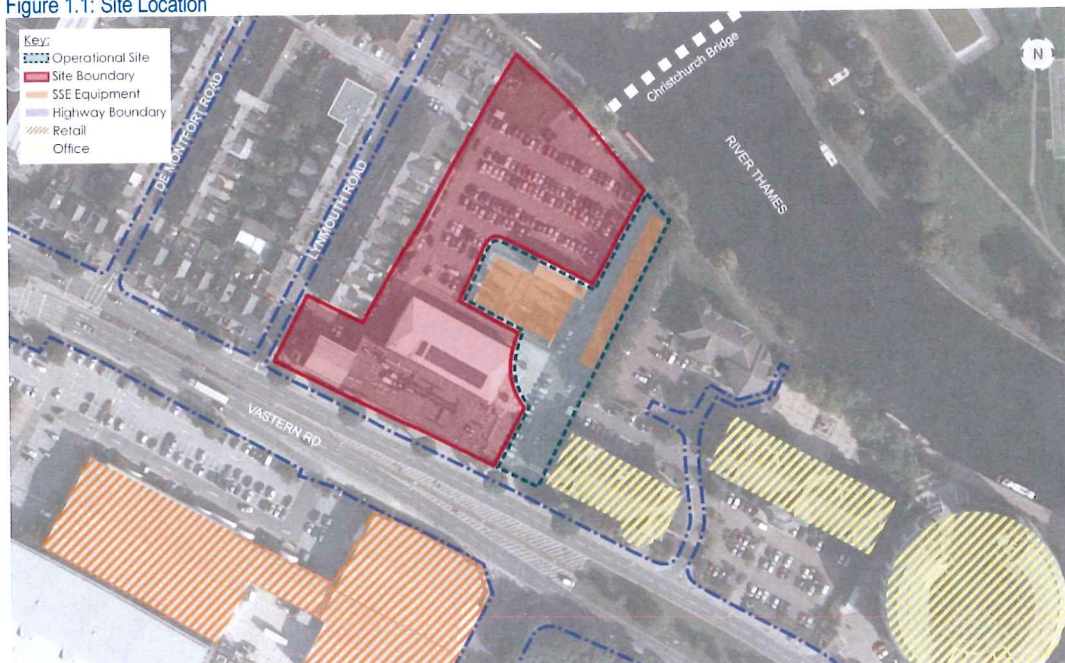 Figure 1.1: Site Location
Key:
Operational Site
Site Boundary
SSE Equipment
Highway Boundary
Retail
Office
DE MONTFORT ROAD
LYNMOUTH ROAD
Christchurch Bridge
N
RIVER THAMES
VASTERN RD